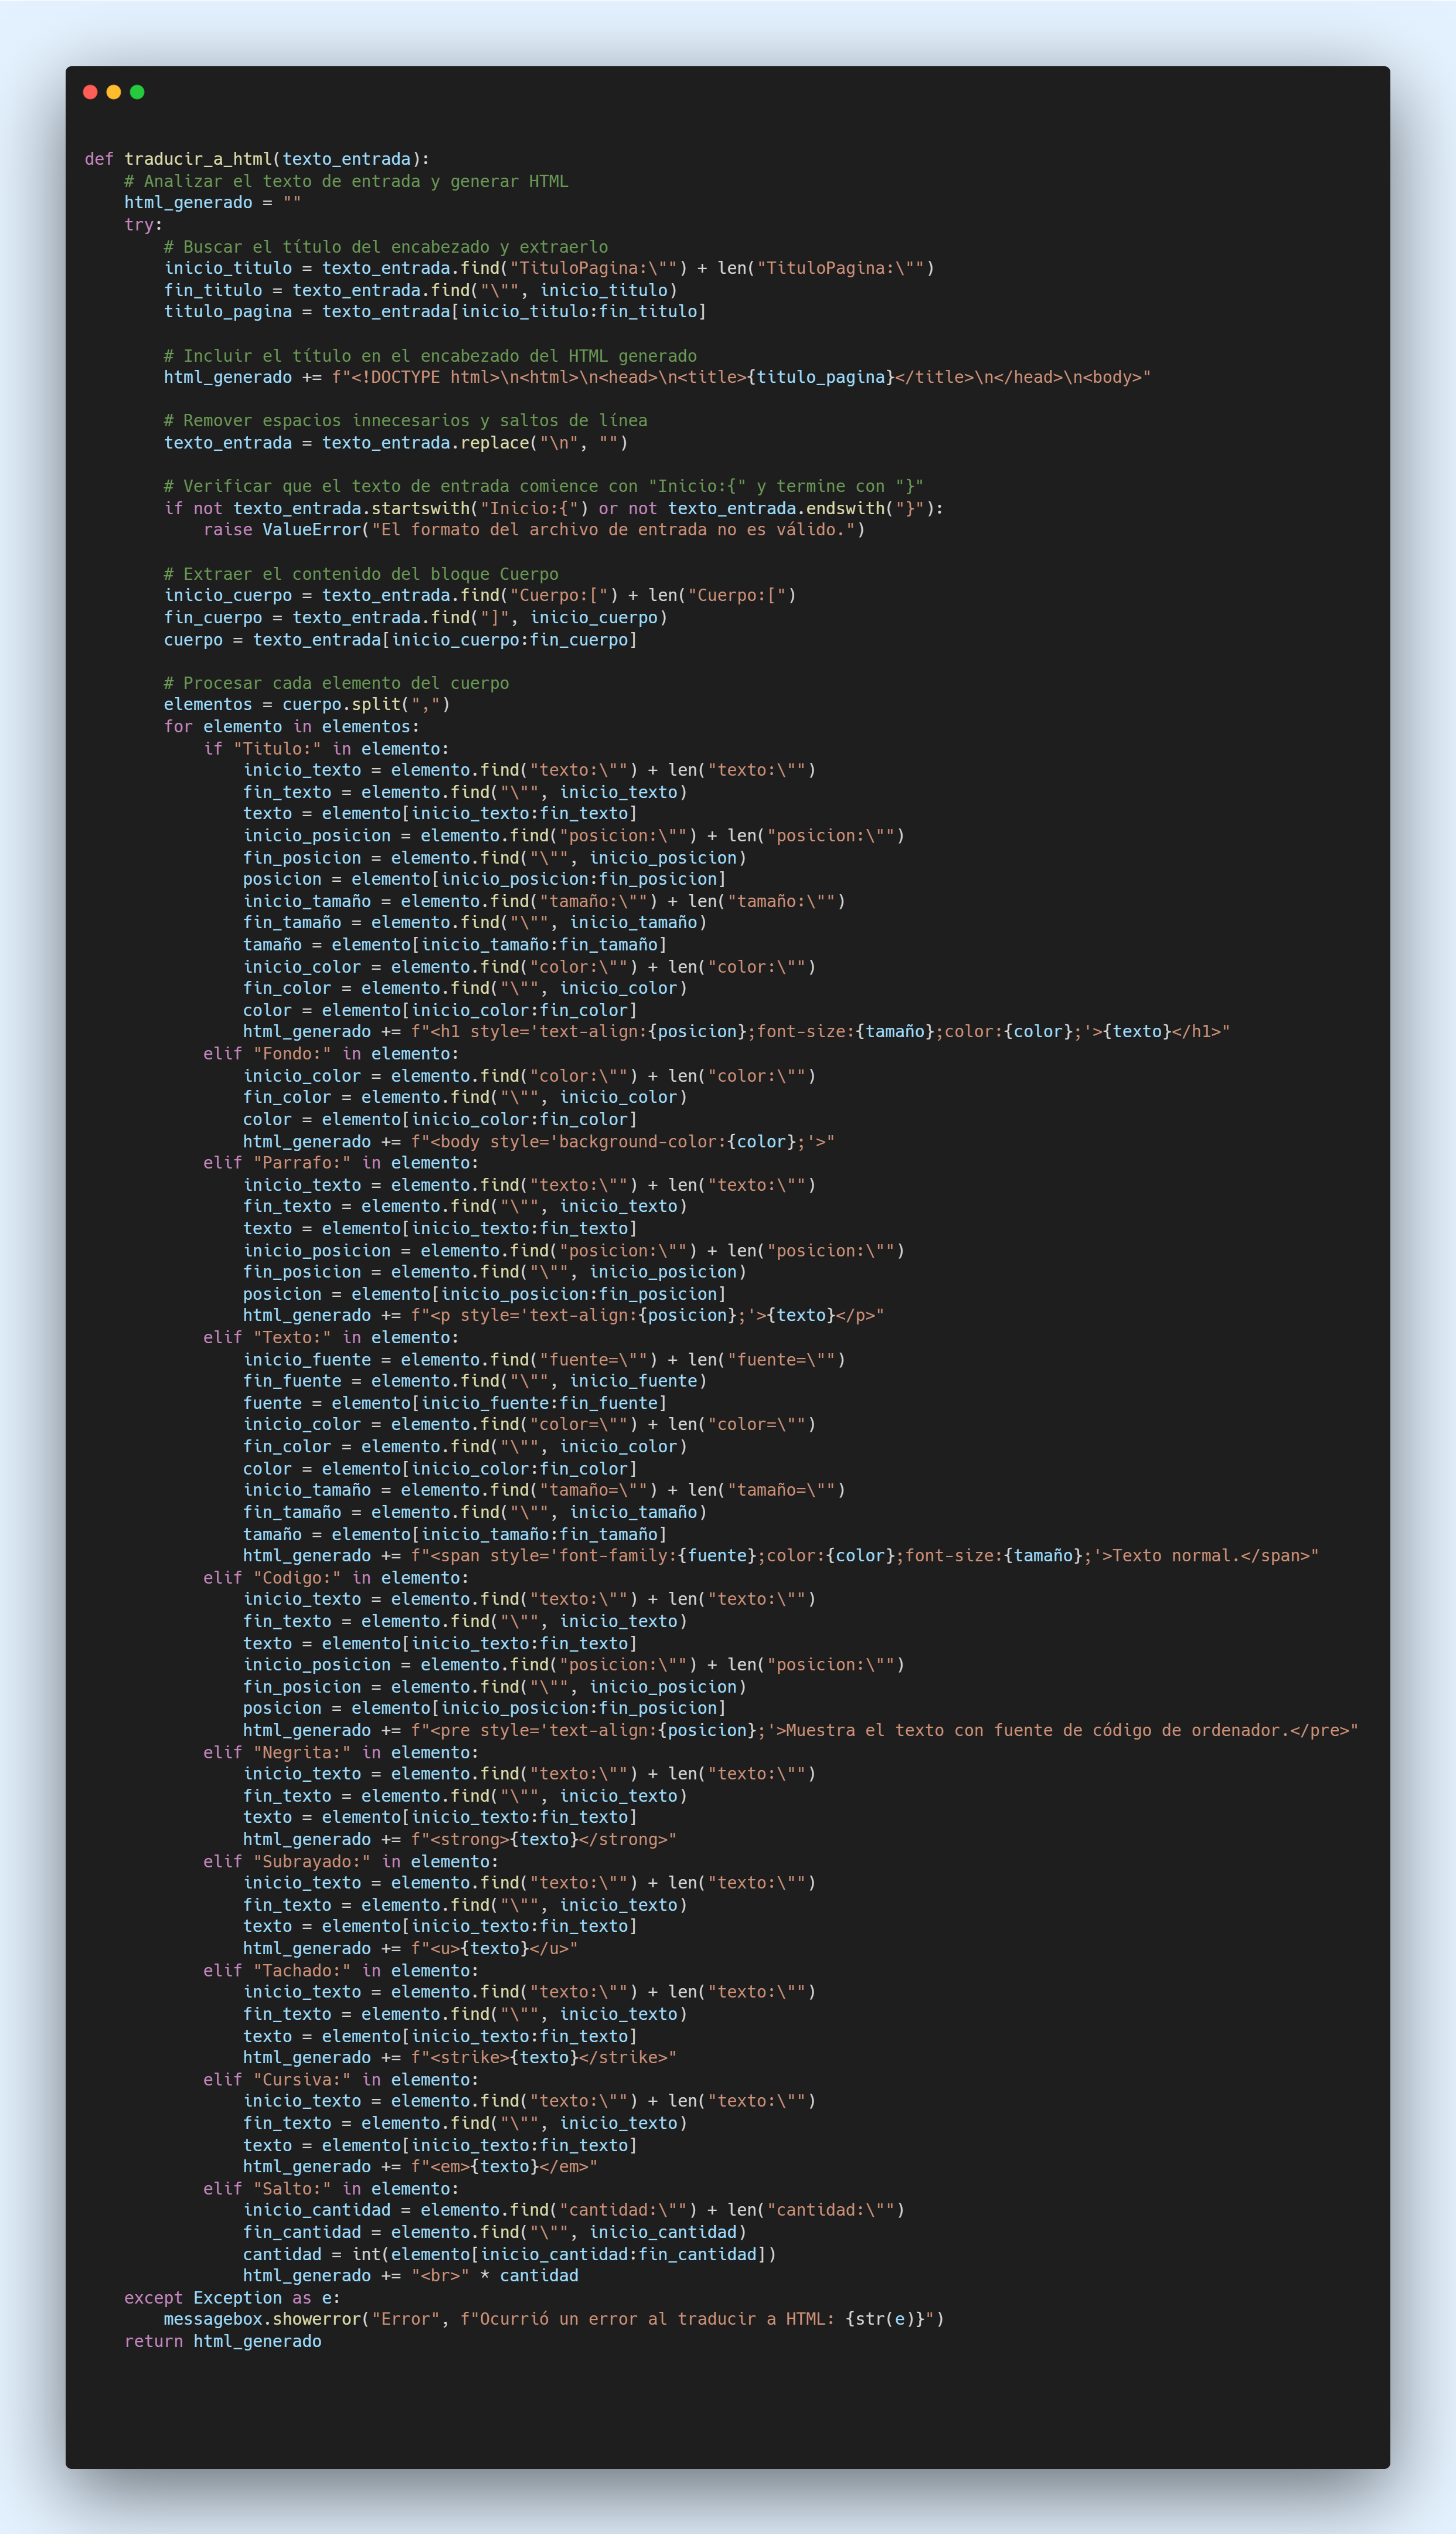 def traducir_a_html(texto_entrada):
    # Analizar el texto de entrada y generar HTML
    html_generado = ""
    try:
        # Buscar el título del encabezado y extraerlo
        inicio_titulo = texto_entrada.find("TituloPagina:\"") + len("TituloPagina:\"")
        fin_titulo = texto_entrada.find("\"", inicio_titulo)
        titulo_pagina = texto_entrada[inicio_titulo:fin_titulo]

        # Incluir el título en el encabezado del HTML generado
        html_generado += f"<!DOCTYPE html>\n<html>\n<head>\n<title>{titulo_pagina}</title>\n</head>\n<body>"

        # Remover espacios innecesarios y saltos de línea
        texto_entrada = texto_entrada.replace("\n", "")

        # Verificar que el texto de entrada comience con "Inicio:{" y termine con "}"
        if not texto_entrada.startswith("Inicio:{") or not texto_entrada.endswith("}"):
            raise ValueError("El formato del archivo de entrada no es válido.")

        # Extraer el contenido del bloque Cuerpo
        inicio_cuerpo = texto_entrada.find("Cuerpo:[") + len("Cuerpo:[")
        fin_cuerpo = texto_entrada.find("]", inicio_cuerpo)
        cuerpo = texto_entrada[inicio_cuerpo:fin_cuerpo]

        # Procesar cada elemento del cuerpo
        elementos = cuerpo.split(",")
        for elemento in elementos:
            if "Titulo:" in elemento:
                inicio_texto = elemento.find("texto:\"") + len("texto:\"")
                fin_texto = elemento.find("\"", inicio_texto)
                texto = elemento[inicio_texto:fin_texto]
                inicio_posicion = elemento.find("posicion:\"") + len("posicion:\"")
                fin_posicion = elemento.find("\"", inicio_posicion)
                posicion = elemento[inicio_posicion:fin_posicion]
                inicio_tamaño = elemento.find("tamaño:\"") + len("tamaño:\"")
                fin_tamaño = elemento.find("\"", inicio_tamaño)
                tamaño = elemento[inicio_tamaño:fin_tamaño]
                inicio_color = elemento.find("color:\"") + len("color:\"")
                fin_color = elemento.find("\"", inicio_color)
                color = elemento[inicio_color:fin_color]
                html_generado += f"<h1 style='text-align:{posicion};font-size:{tamaño};color:{color};'>{texto}</h1>"
            elif "Fondo:" in elemento:
                inicio_color = elemento.find("color:\"") + len("color:\"")
                fin_color = elemento.find("\"", inicio_color)
                color = elemento[inicio_color:fin_color]
                html_generado += f"<body style='background-color:{color};'>"
            elif "Parrafo:" in elemento:
                inicio_texto = elemento.find("texto:\"") + len("texto:\"")
                fin_texto = elemento.find("\"", inicio_texto)
                texto = elemento[inicio_texto:fin_texto]
                inicio_posicion = elemento.find("posicion:\"") + len("posicion:\"")
                fin_posicion = elemento.find("\"", inicio_posicion)
                posicion = elemento[inicio_posicion:fin_posicion]
                html_generado += f"<p style='text-align:{posicion};'>{texto}</p>"
            elif "Texto:" in elemento:
                inicio_fuente = elemento.find("fuente=\"") + len("fuente=\"")
                fin_fuente = elemento.find("\"", inicio_fuente)
                fuente = elemento[inicio_fuente:fin_fuente]
                inicio_color = elemento.find("color=\"") + len("color=\"")
                fin_color = elemento.find("\"", inicio_color)
                color = elemento[inicio_color:fin_color]
                inicio_tamaño = elemento.find("tamaño=\"") + len("tamaño=\"")
                fin_tamaño = elemento.find("\"", inicio_tamaño)
                tamaño = elemento[inicio_tamaño:fin_tamaño]
                html_generado += f"<span style='font-family:{fuente};color:{color};font-size:{tamaño};'>Texto normal.</span>"
            elif "Codigo:" in elemento:
                inicio_texto = elemento.find("texto:\"") + len("texto:\"")
                fin_texto = elemento.find("\"", inicio_texto)
                texto = elemento[inicio_texto:fin_texto]
                inicio_posicion = elemento.find("posicion:\"") + len("posicion:\"")
                fin_posicion = elemento.find("\"", inicio_posicion)
                posicion = elemento[inicio_posicion:fin_posicion]
                html_generado += f"<pre style='text-align:{posicion};'>Muestra el texto con fuente de código de ordenador.</pre>"
            elif "Negrita:" in elemento:
                inicio_texto = elemento.find("texto:\"") + len("texto:\"")
                fin_texto = elemento.find("\"", inicio_texto)
                texto = elemento[inicio_texto:fin_texto]
                html_generado += f"<strong>{texto}</strong>"
            elif "Subrayado:" in elemento:
                inicio_texto = elemento.find("texto:\"") + len("texto:\"")
                fin_texto = elemento.find("\"", inicio_texto)
                texto = elemento[inicio_texto:fin_texto]
                html_generado += f"<u>{texto}</u>"
            elif "Tachado:" in elemento:
                inicio_texto = elemento.find("texto:\"") + len("texto:\"")
                fin_texto = elemento.find("\"", inicio_texto)
                texto = elemento[inicio_texto:fin_texto]
                html_generado += f"<strike>{texto}</strike>"
            elif "Cursiva:" in elemento:
                inicio_texto = elemento.find("texto:\"") + len("texto:\"")
                fin_texto = elemento.find("\"", inicio_texto)
                texto = elemento[inicio_texto:fin_texto]
                html_generado += f"<em>{texto}</em>"
            elif "Salto:" in elemento:
                inicio_cantidad = elemento.find("cantidad:\"") + len("cantidad:\"")
                fin_cantidad = elemento.find("\"", inicio_cantidad)
                cantidad = int(elemento[inicio_cantidad:fin_cantidad])
                html_generado += "<br>" * cantidad
    except Exception as e:
        messagebox.showerror("Error", f"Ocurrió un error al traducir a HTML: {str(e)}")
    return html_generado